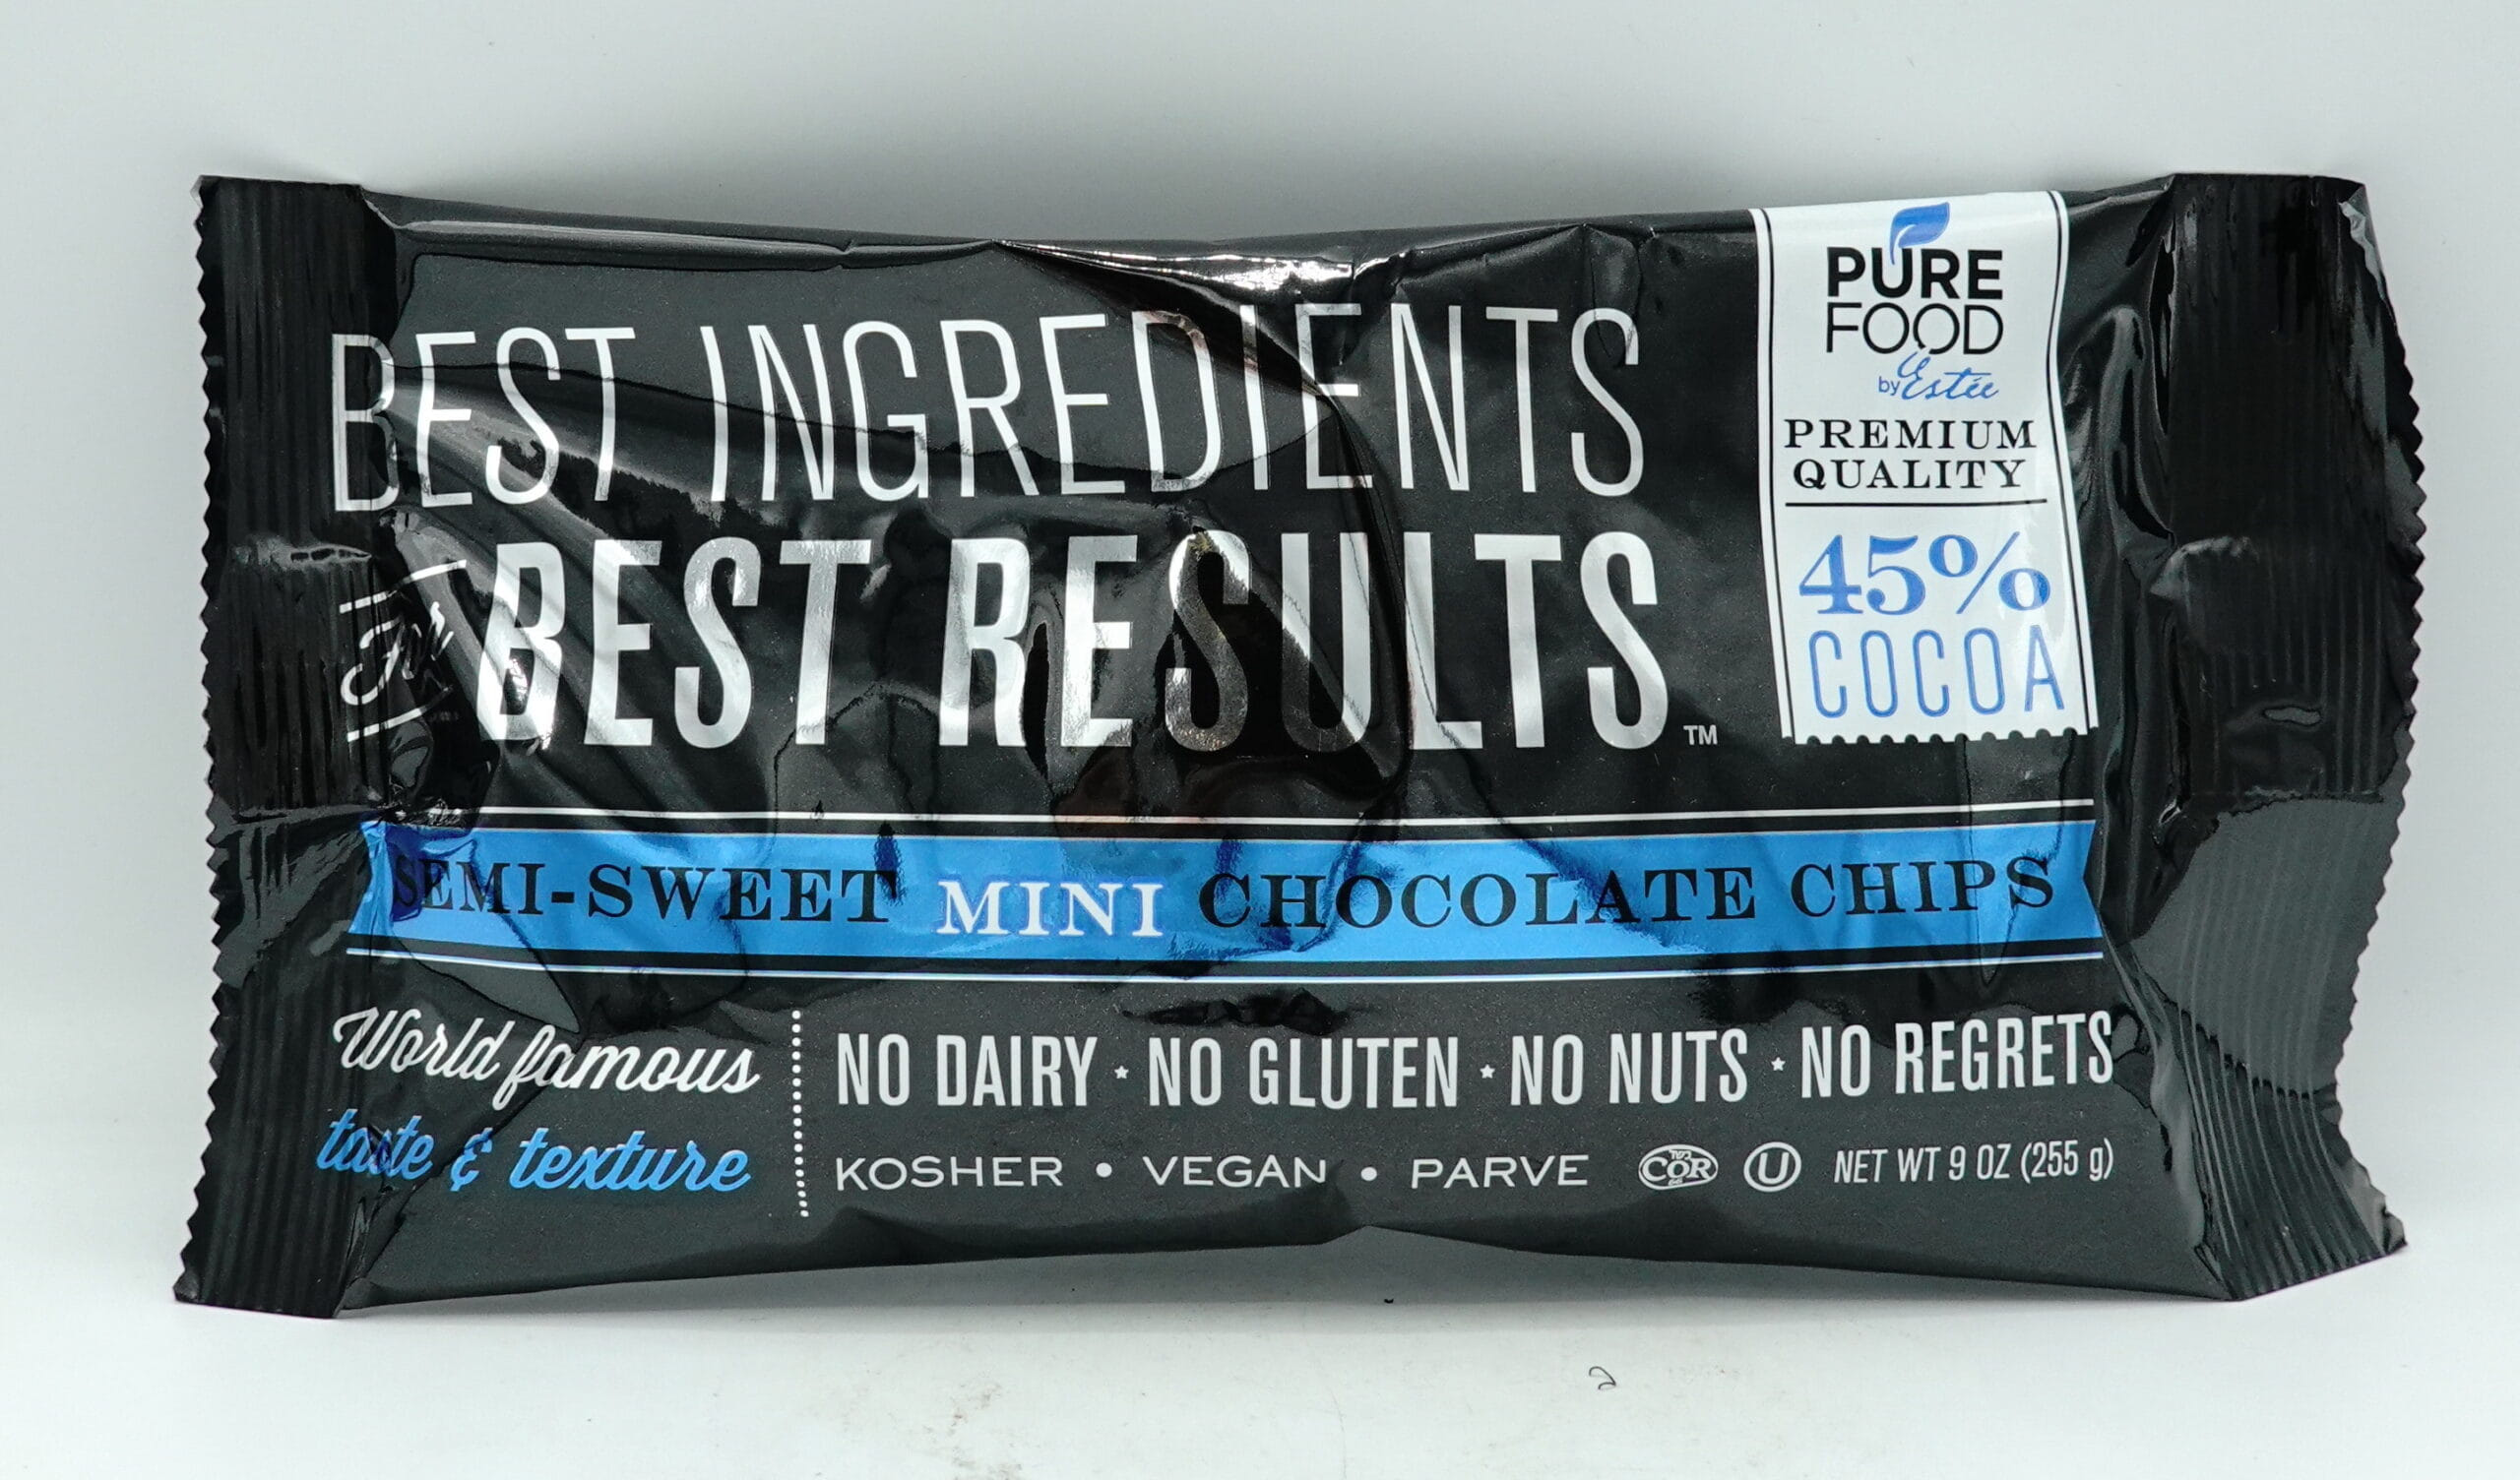 BEST INGREDIENTS
for BEST RESULTS™
PURE
FOOD
by Estée
PREMIUM
QUALITY
45%
COCOA
SEMI-SWEET MINI CHOCOLATE CHIPS
World famous
taste & texture
NO DAIRY ★ NO GLUTEN ★ NO NUTS ★ NO REGRETS
KOSHER • VEGAN • PARVE COR U NET WT 9 OZ (255 g)